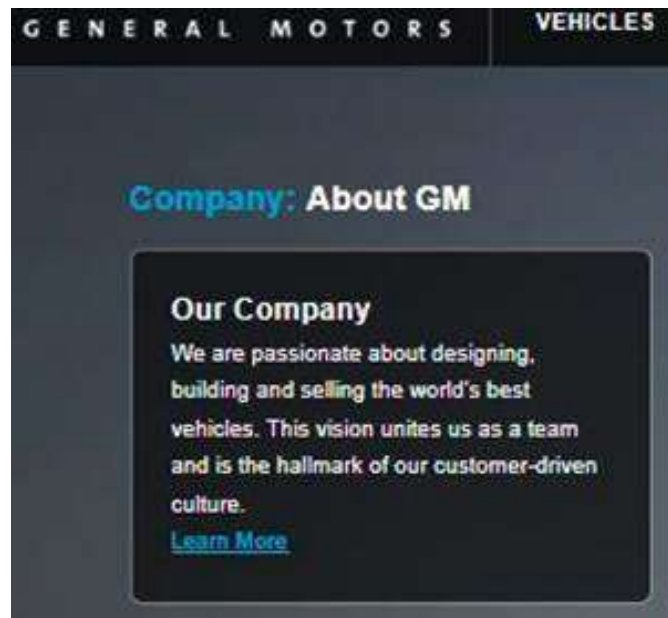 GENERAL MOTORS
VEHICLES
Company: About GM
Our Company
We are passionate about designing,
building and selling the world's best
vehicles. This vision unites us as a team
and is the hallmark of our customer-driven
culture.
Learn More